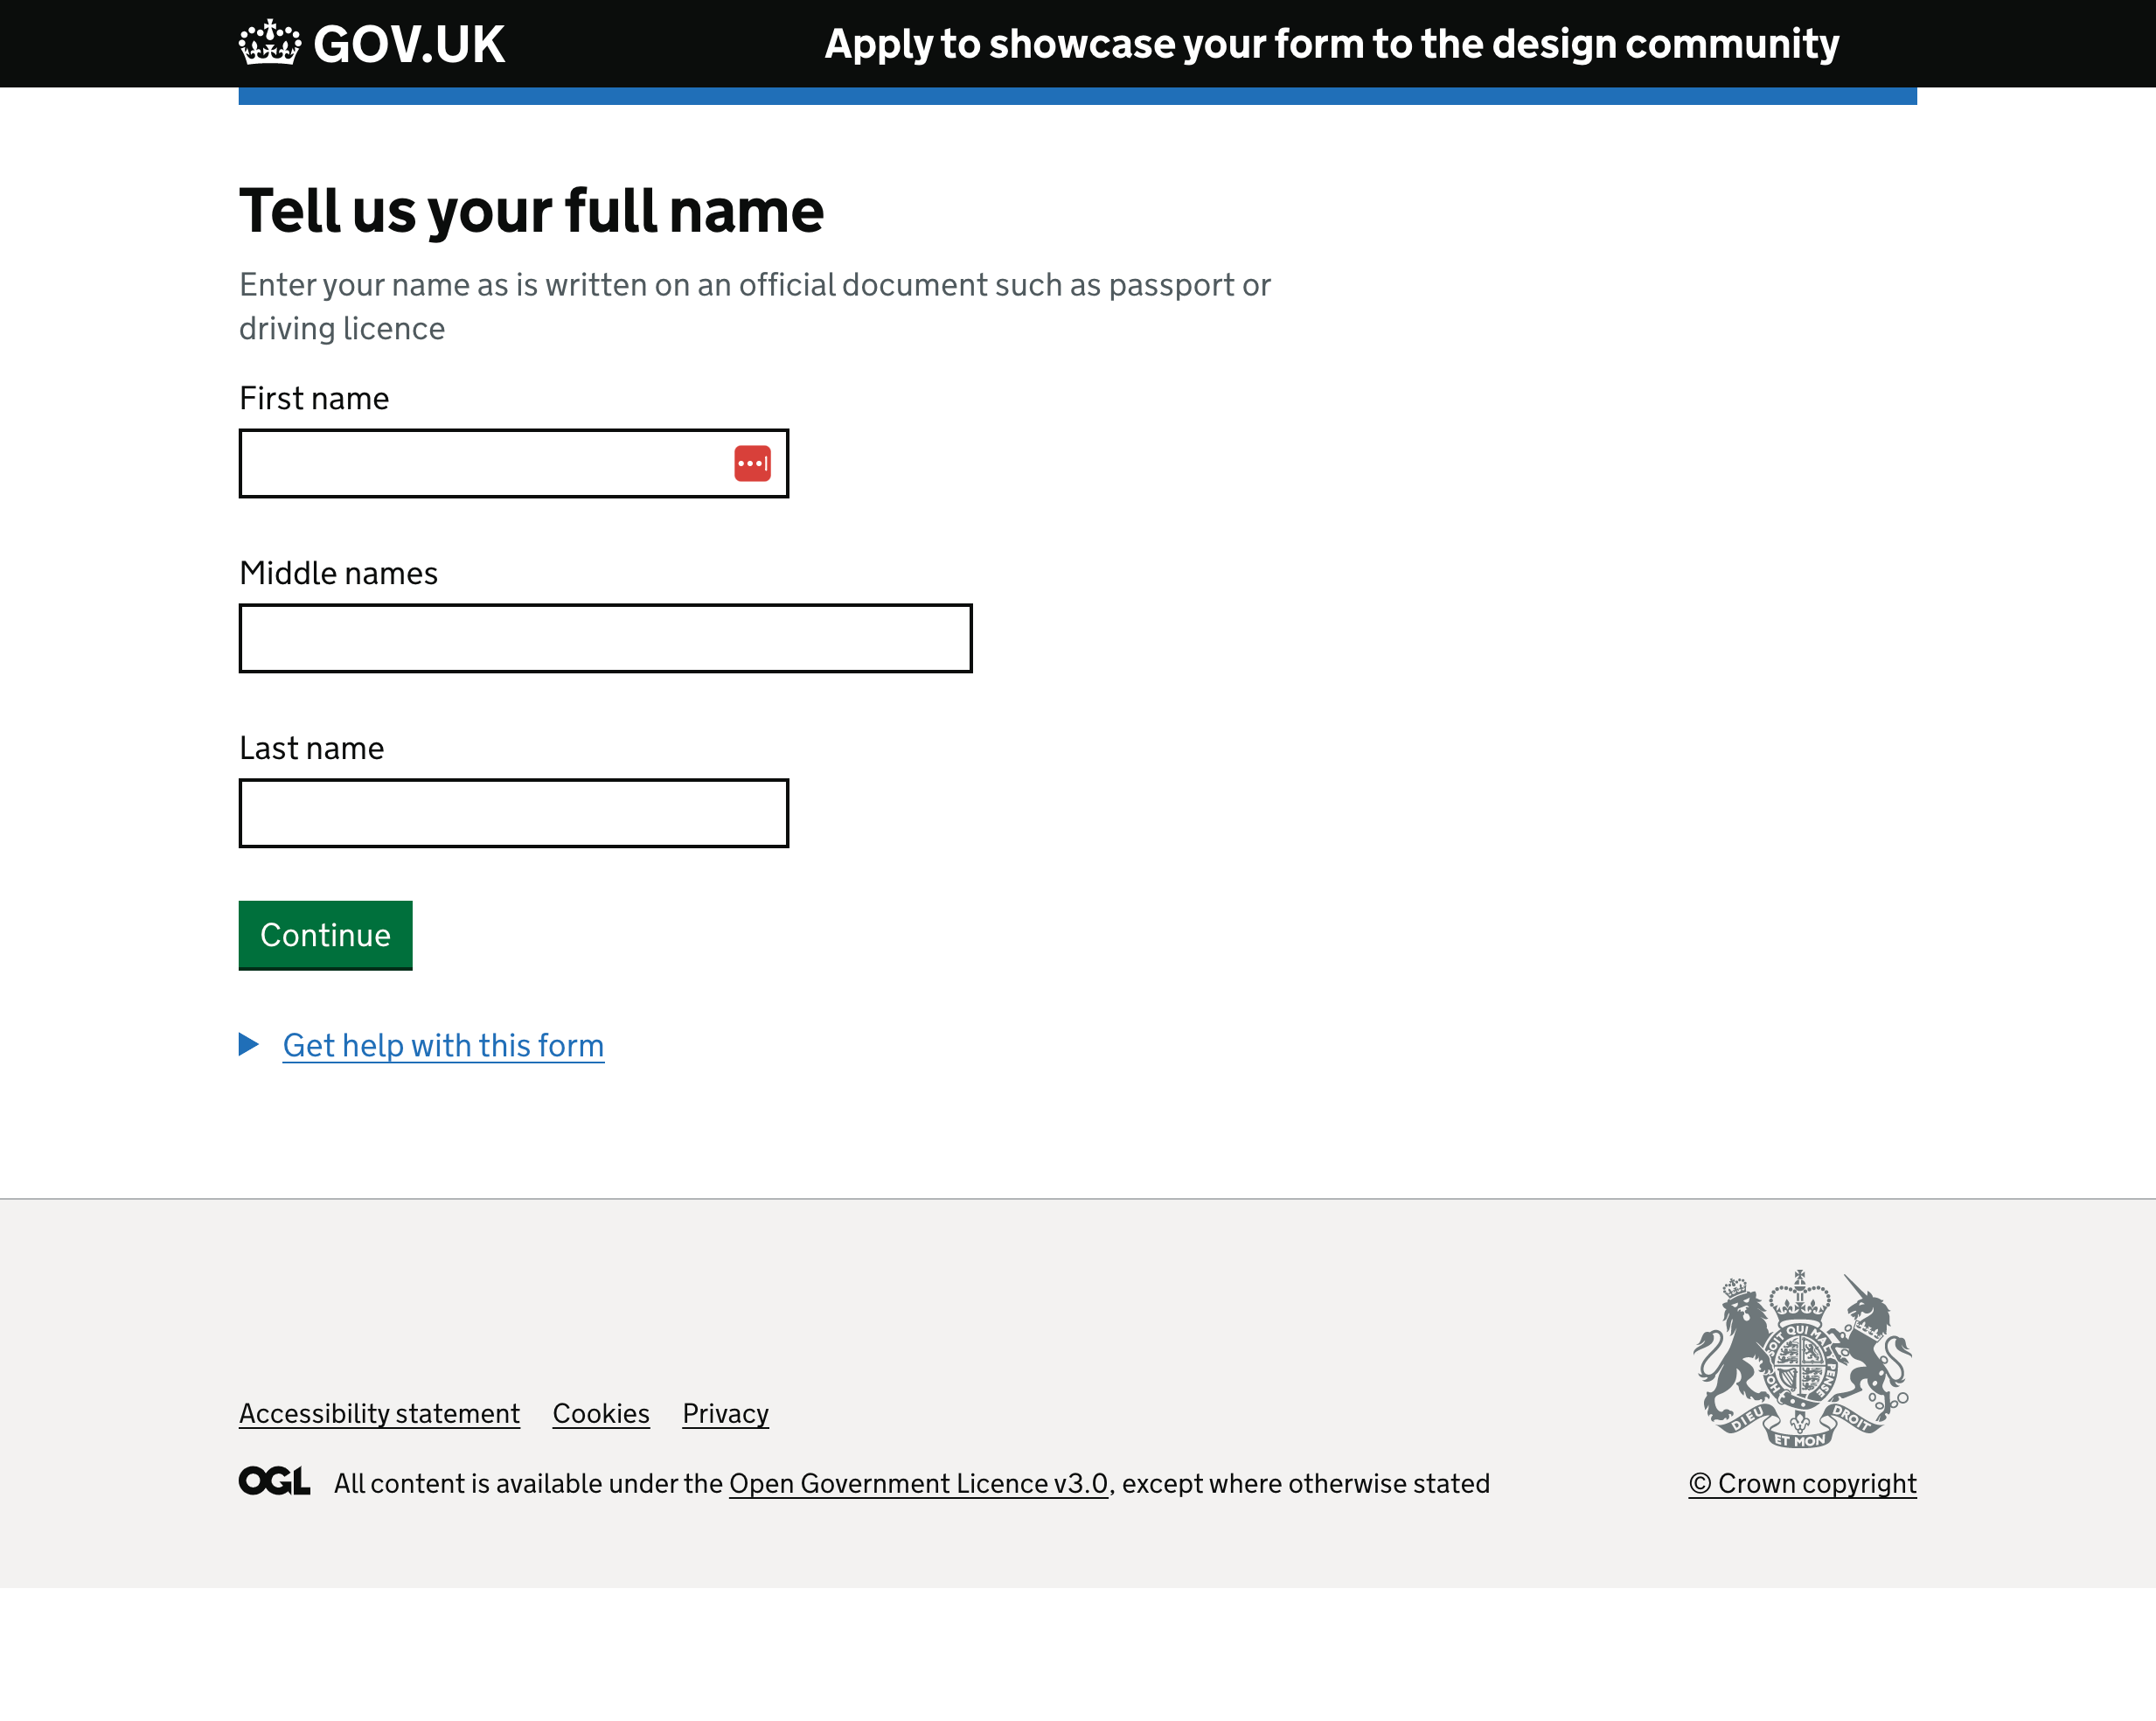 GOV.UK
Apply to showcase your form to the design community
Tell us your full name
Enter your name as is written on an official document such as passport or
driving licence
First name
Middle names
Last name
Continue
Get help with this form
Accessibility statement Cookies Privacy
OGL All content is available under the Open Government Licence v3.0, except where otherwise stated
HONI SOIT QUI MAL Y PENSE
DIEU ET MON DROIT
© Crown copyright